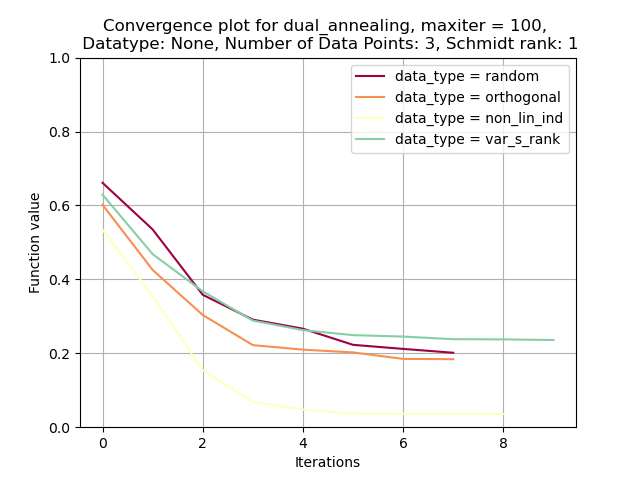 Convergence plot for dual_annealing, maxiter = 100,
Datatype: None, Number of Data Points: 3, Schmidt rank: 1
1.0
0.8
0.6
0.4
0.2
0.0
Function value
data_type = random
data_type = orthogonal
data_type = non_lin_ind
data_type = var_s_rank
0
2
4
6
8
Iterations